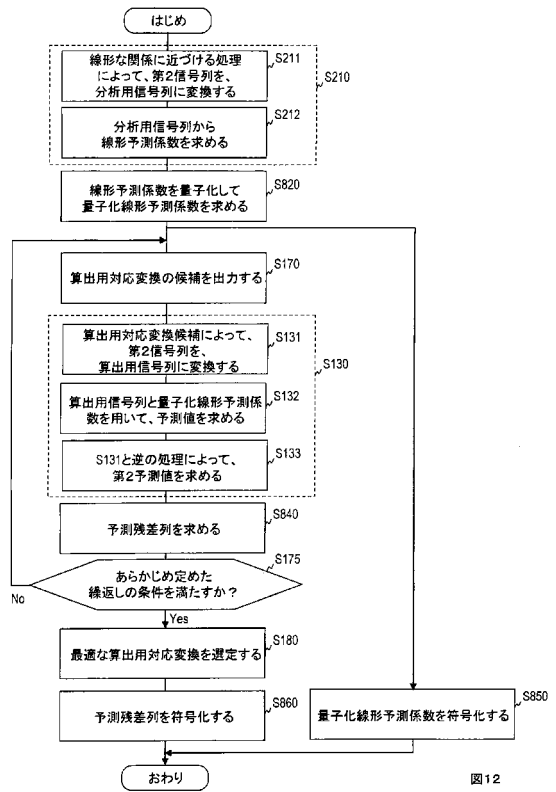 はじめ
線形な関係に近づける処理
によって、第2信号列を、
分析用信号列に変換する
S211
S210
分析用信号列から
線形予測係数を求める
S212
線形予測係数を量子化して
量子化線形予測係数を求める
S820
算出用対応変換の候補を出力する
S170
算出用対応変換候補によって、
第2信号列を、
算出用信号列に変換する
S131
S130
算出用信号列と量子化線形予測係
数を用いて、予測値を求める
S132
S131と逆の処理によって、
第2予測値を求める
S133
予測残差列を求める
S840
あらかじめ定めた
繰返しの条件を満たすか?
S175
No
Yes
最適な算出用対応変換を選定する
S180
予測残差列を符号化する
S860
量子化線形予測係数を符号化する
S850
おわり
図12